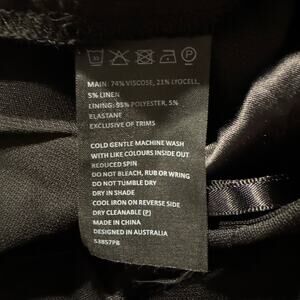 MAIN: 74% VISCOSE, 21% LYOCELL,
5% LINEN
LINING: 95% POLYESTER, 5%
ELASTANE
EXCLUSIVE OF TRIMS
COLD GENTLE MACHINE WASH
WITH LIKE COLOURS INSIDE OUT
REDUCED SPIN
DO NOT BLEACH, RUB OR WRING
DO NOT TUMBLE DRY
DRY IN SHADE
COOL IRON ON REVERSE SIDE
DRY CLEANABLE (P)
MADE IN CHINA
DESIGNED IN AUSTRALIA
53857PB